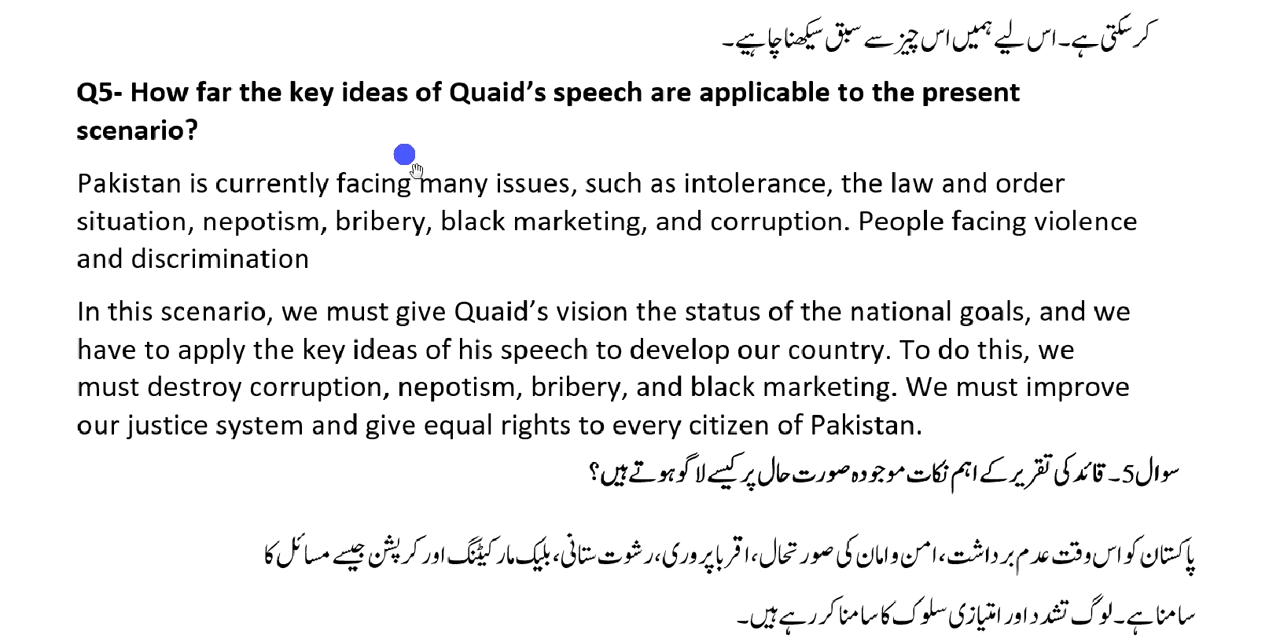 کر سکتی ہے۔ اس لیے ہمیں اس چیز سے سبق سیکھنا چاہیے۔
Q5- How far the key ideas of Quaid’s speech are applicable to the present
scenario?
Pakistan is currently facing many issues, such as intolerance, the law and order
situation, nepotism, bribery, black marketing, and corruption. People facing violence
and discrimination
In this scenario, we must give Quaid’s vision the status of the national goals, and we
have to apply the key ideas of his speech to develop our country. To do this, we
must destroy corruption, nepotism, bribery, and black marketing. We must improve
our justice system and give equal rights to every citizen of Pakistan.
سوال 5۔ قائد کی تقریر کے اہم نکات موجودہ صورت حال پر کیسے لاگو ہوتے ہیں؟
پاکستان کو اس وقت عدم برداشت، امن و امان کی صورتحال، اقربا پروری، رشوت ستانی، بلیک مارکیٹنگ اور کرپشن جیسے مسائل کا
سامنا ہے۔ لوگ تشدد اور امتیازی سلوک کا سامنا کر رہے ہیں۔